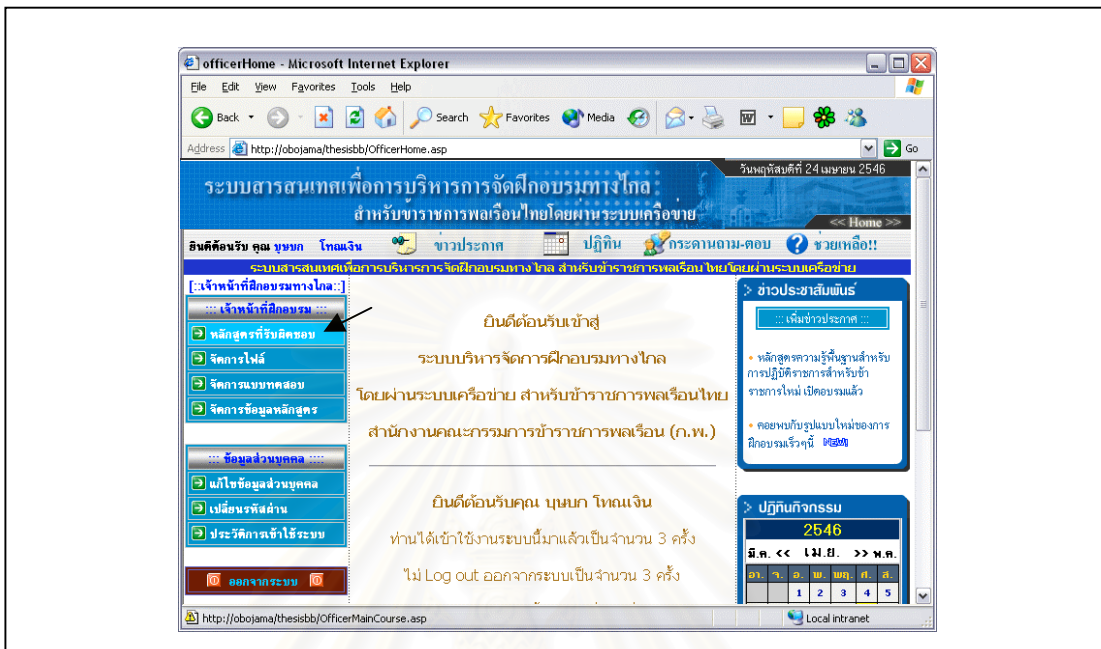 officerHome - Microsoft Internet Explorer
File Edit View Favorites Tools Help
Back Search Favorites Media
Address http://obojama/thesisbb/OfficerHome.asp Go
วันพฤหัสบดีที่ 24 เมษายน 2546
ระบบสารสนเทศเพื่อการบริหารการจัดฝึกอบรมทางไกล
สำหรับข้าราชการพลเรือนไทยโดยผ่านระบบเครือข่าย
<< Home >>
ยินดีต้อนรับ คุณ บุษบก โทณเงิน ข่าวประกาศ ปฏิทิน กระดานถาม-ตอบ ช่วยเหลือ!!
ระบบสารสนเทศเพื่อการบริหารการจัดฝึกอบรมทางไกล สำหรับข้าราชการพลเรือนไทยโดยผ่านระบบเครือข่าย
[::เจ้าหน้าที่ฝึกอบรมทางไกล::]
::: เจ้าหน้าที่ฝึกอบรม :::
หลักสูตรที่รับผิดชอบ
จัดการไฟล์
จัดการแบบทดสอบ
จัดการข้อมูลหลักสูตร
::: ข้อมูลส่วนบุคคล ::::
แก้ไขข้อมูลส่วนบุคคล
เปลี่ยนรหัสผ่าน
ประวัติการเข้าใช้ระบบ
ออกจากระบบ
ยินดีต้อนรับเข้าสู่
ระบบบริหารจัดการฝึกอบรมทางไกล
โดยผ่านระบบเครือข่าย สำหรับข้าราชการพลเรือนไทย
สำนักงานคณะกรรมการข้าราชการพลเรือน (ก.พ.)
ยินดีต้อนรับคุณ บุษบก โทณเงิน
ท่านได้เข้าใช้งานระบบนี้มาแล้วเป็นจำนวน 3 ครั้ง
ไม่ Log out ออกจากระบบเป็นจำนวน 3 ครั้ง
ข่าวประชาสัมพันธ์
::: เพิ่มข่าวประกาศ :::
หลักสูตรความรู้พื้นฐานสำหรับ
การปฏิบัติราชการสำหรับข้า
ราชการใหม่ เปิดอบรมแล้ว
คอยพบกับรูปแบบใหม่ของการ
ฝึกอบรมเร็วๆนี้ NEW!
ปฏิทินกิจกรรม
2546
มี.ค. << เม.ย. >> พ.ค.
อา. จ. อ. พ. พฤ. ศ. ส.
1 2 3 4 5
http://obojama/thesisbb/OfficerMainCourse.asp Local intranet